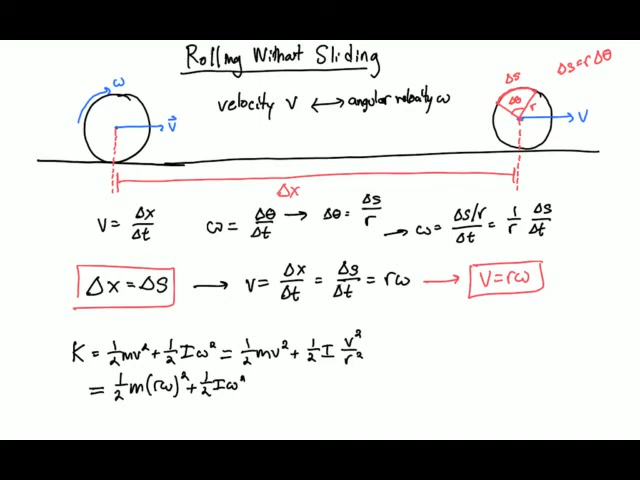 Rolling Without Sliding
ω
velocity v ⟷ angular velocity ω
v⃗
Δs
Δθ
r
v
Δs=rΔθ
Δx
v = Δx/Δt
ω = Δθ/Δt → Δθ = Δs/r
→ ω = (Δs/r)/Δt = 1/r Δs/Δt
Δx = Δs → v = Δx/Δt = Δs/Δt = rω → v=rω
K = 1/2 mv² + 1/2 Iω² = 1/2 mv² + 1/2 I v²/r²
= 1/2 m(rω)² + 1/2 Iω²